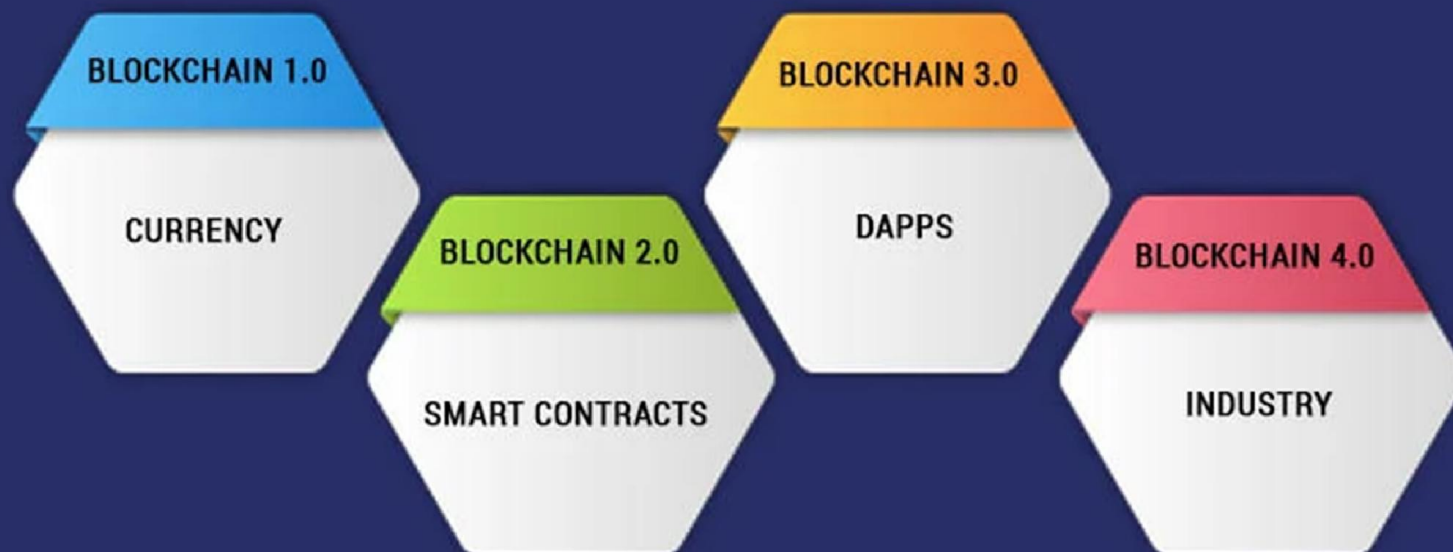 BLOCKCHAIN 1.0
CURRENCY
BLOCKCHAIN 2.0
SMART CONTRACTS
BLOCKCHAIN 3.0
DAPPS
BLOCKCHAIN 4.0
INDUSTRY